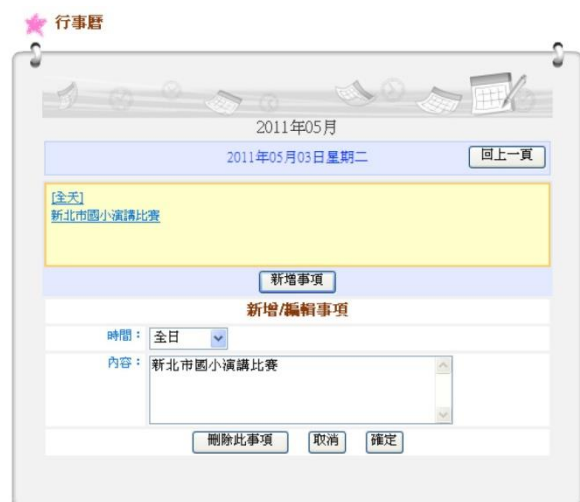 行事曆
2011年05月
2011年05月03日星期二
回上一頁
[全天]
新北市國小演講比賽
新增事項
新增/編輯事項
時間： 全日
內容： 新北市國小演講比賽
刪除此事項 取消 確定